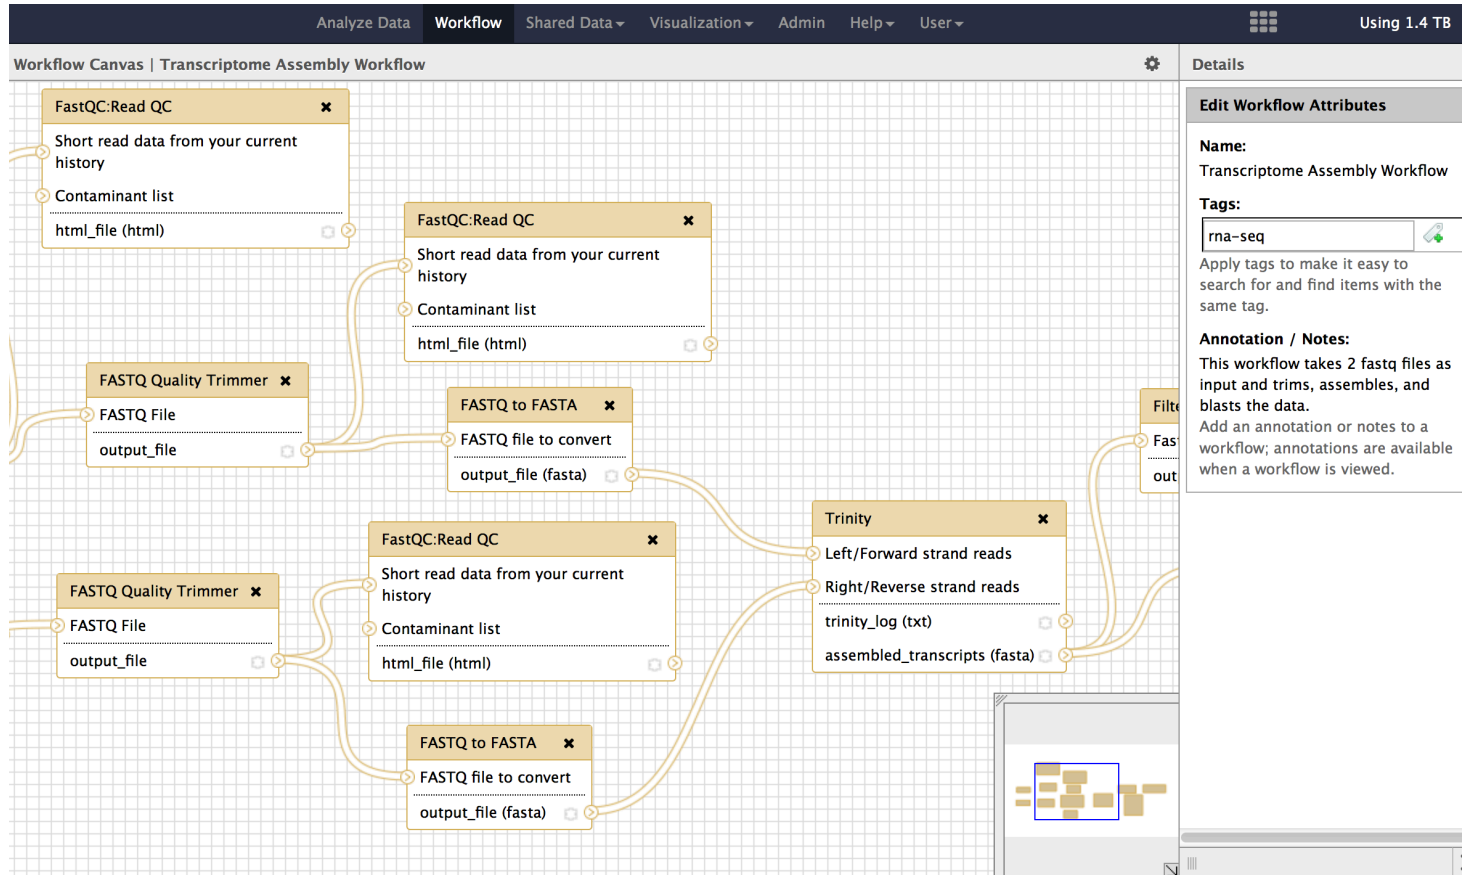 Analyze Data Workflow Shared Data Visualization Admin Help User Using 1.4 TB
Workflow Canvas | Transcriptome Assembly Workflow
Details
FastQC:Read QC
Short read data from your current
history
Contaminant list
html_file (html)
FastQC:Read QC
Short read data from your current
history
Contaminant list
html_file (html)
FASTQ Quality Trimmer
FASTQ File
output_file
FASTQ to FASTA
FASTQ file to convert
output_file (fasta)
FastQC:Read QC
Short read data from your current
history
Contaminant list
html_file (html)
FASTQ Quality Trimmer
FASTQ File
output_file
FASTQ to FASTA
FASTQ file to convert
output_file (fasta)
Trinity
Left/Forward strand reads
Right/Reverse strand reads
trinity_log (txt)
assembled_transcripts (fasta)
Edit Workflow Attributes
Name:
Transcriptome Assembly Workflow
Tags:
rna-seq
Apply tags to make it easy to
search for and find items with the
same tag.
Annotation / Notes:
This workflow takes 2 fastq files as
input and trims, assembles, and
blasts the data.
Add an annotation or notes to a
workflow; annotations are available
when a workflow is viewed.